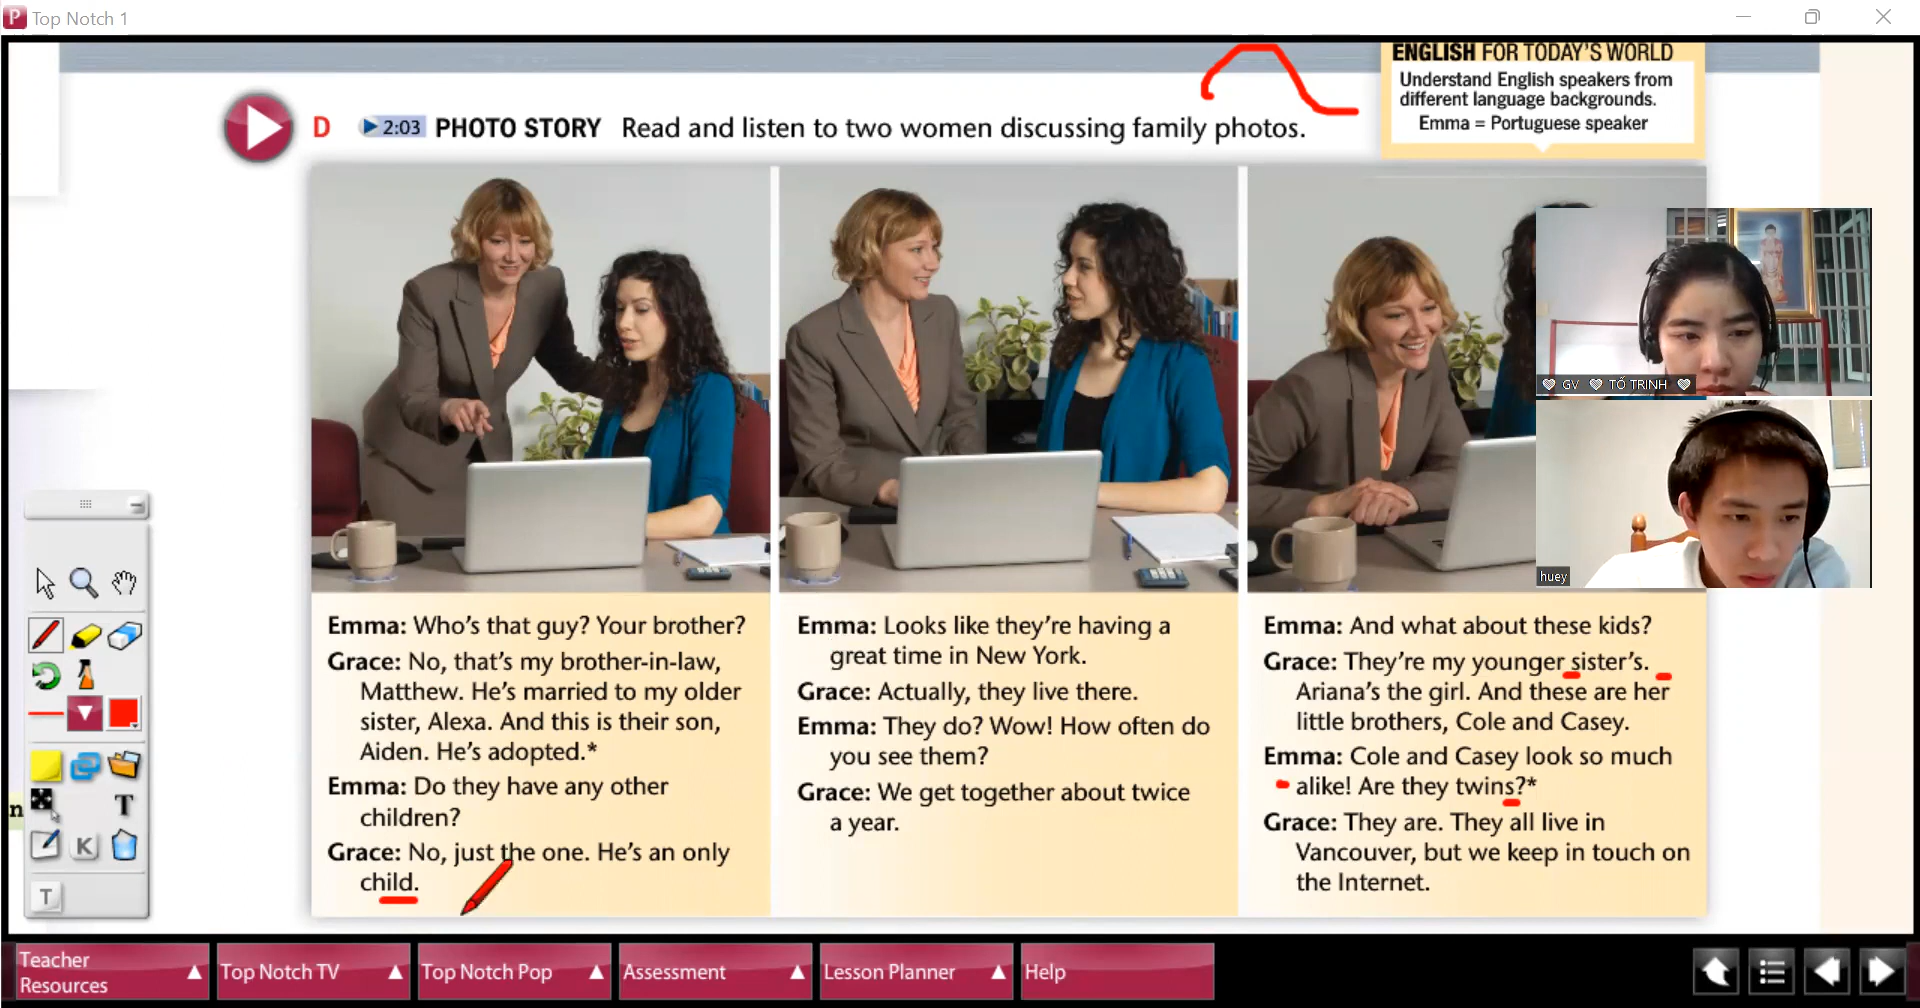 Top Notch 1
ENGLISH FOR TODAY'S WORLD
Understand English speakers from
different language backgrounds.
Emma = Portuguese speaker
D 2:03 PHOTO STORY Read and listen to two women discussing family photos.
GV TỐ TRINH
huey
Emma: Who's that guy? Your brother?
Grace: No, that's my brother-in-law,
Matthew. He's married to my older
sister, Alexa. And this is their son,
Aiden. He's adopted.*
Emma: Do they have any other
children?
Grace: No, just the one. He's an only
child.
Emma: Looks like they're having a
great time in New York.
Grace: Actually, they live there.
Emma: They do? Wow! How often do
you see them?
Grace: We get together about twice
a year.
Emma: And what about these kids?
Grace: They're my younger sister's.
Ariana's the girl. And these are her
little brothers, Cole and Casey.
Emma: Cole and Casey look so much
alike! Are they twins?*
Grace: They are. They all live in
Vancouver, but we keep in touch on
the Internet.
n
T
K
T
Teacher
Resources
Top Notch TV
Top Notch Pop
Assessment
Lesson Planner
Help